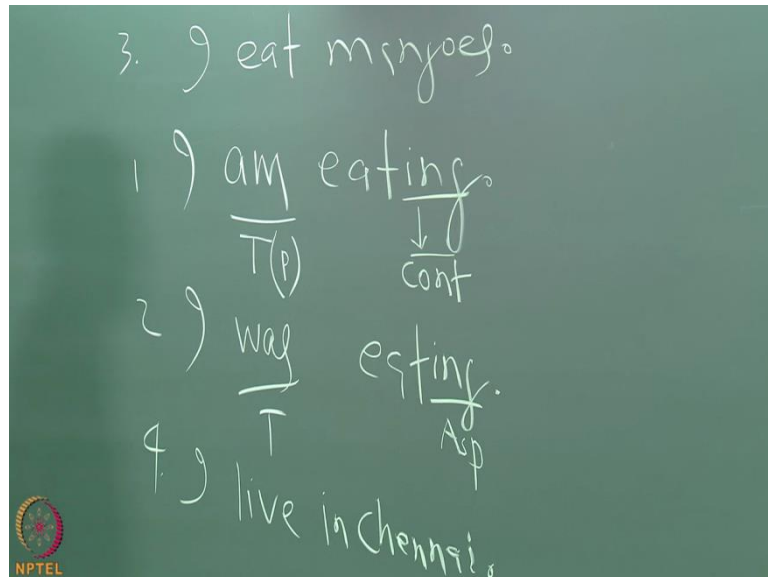 3. I eat mangoes.
1 I am eating.
T(P) Cont
2 I was eating.
T Asp
4. I live in Chennai.
NPTEL